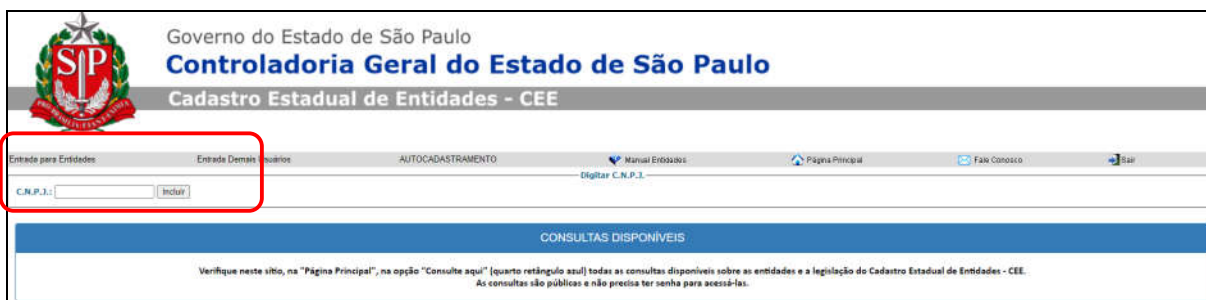 Governo do Estado de São Paulo
Controladoria Geral do Estado de São Paulo
Cadastro Estadual de Entidades - CEE
Entrada para Entidades Entrada Demais Usuários AUTOCADASTRAMENTO Manual Entidades Página Principal Fale Conosco Sair
Digitar C.N.P.J.
C.N.P.J.: Incluir
CONSULTAS DISPONÍVEIS
Verifique neste sítio, na "Página Principal", na opção "Consulte aqui" (quarto retângulo azul) todas as consultas disponíveis sobre as entidades e a legislação do Cadastro Estadual de Entidades - CEE.
As consultas são públicas e não precisa ter senha para acessá-las.